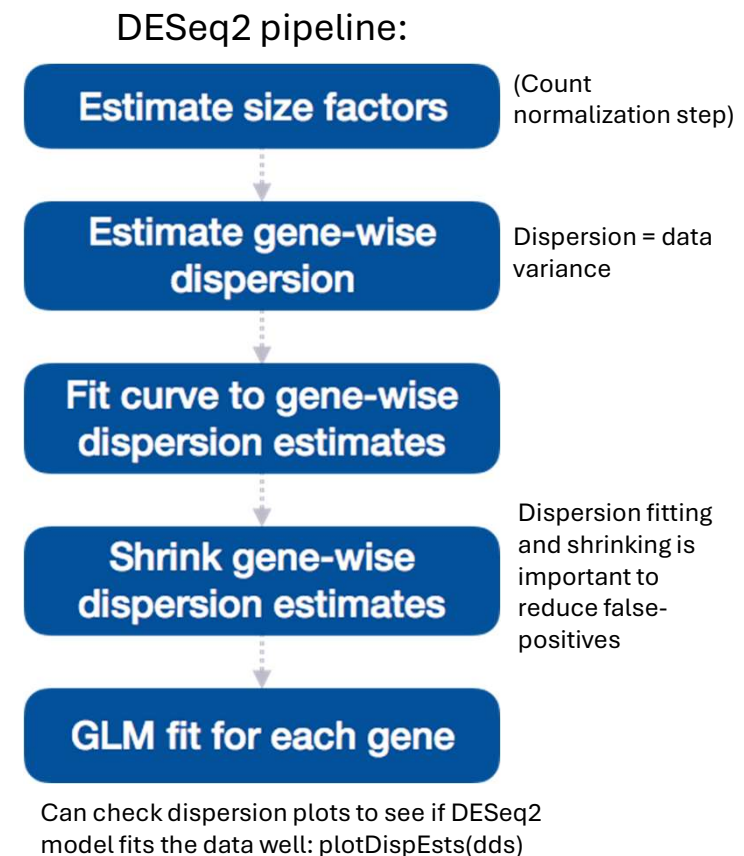 DESeq2 pipeline:
Estimate size factors
(Count
normalization step)
Estimate gene-wise
dispersion
Dispersion = data
variance
Fit curve to gene-wise
dispersion estimates
Shrink gene-wise
dispersion estimates
Dispersion fitting
and shrinking is
important to
reduce false-
positives
GLM fit for each gene
Can check dispersion plots to see if DESeq2
model fits the data well: plotDispEsts(dds)